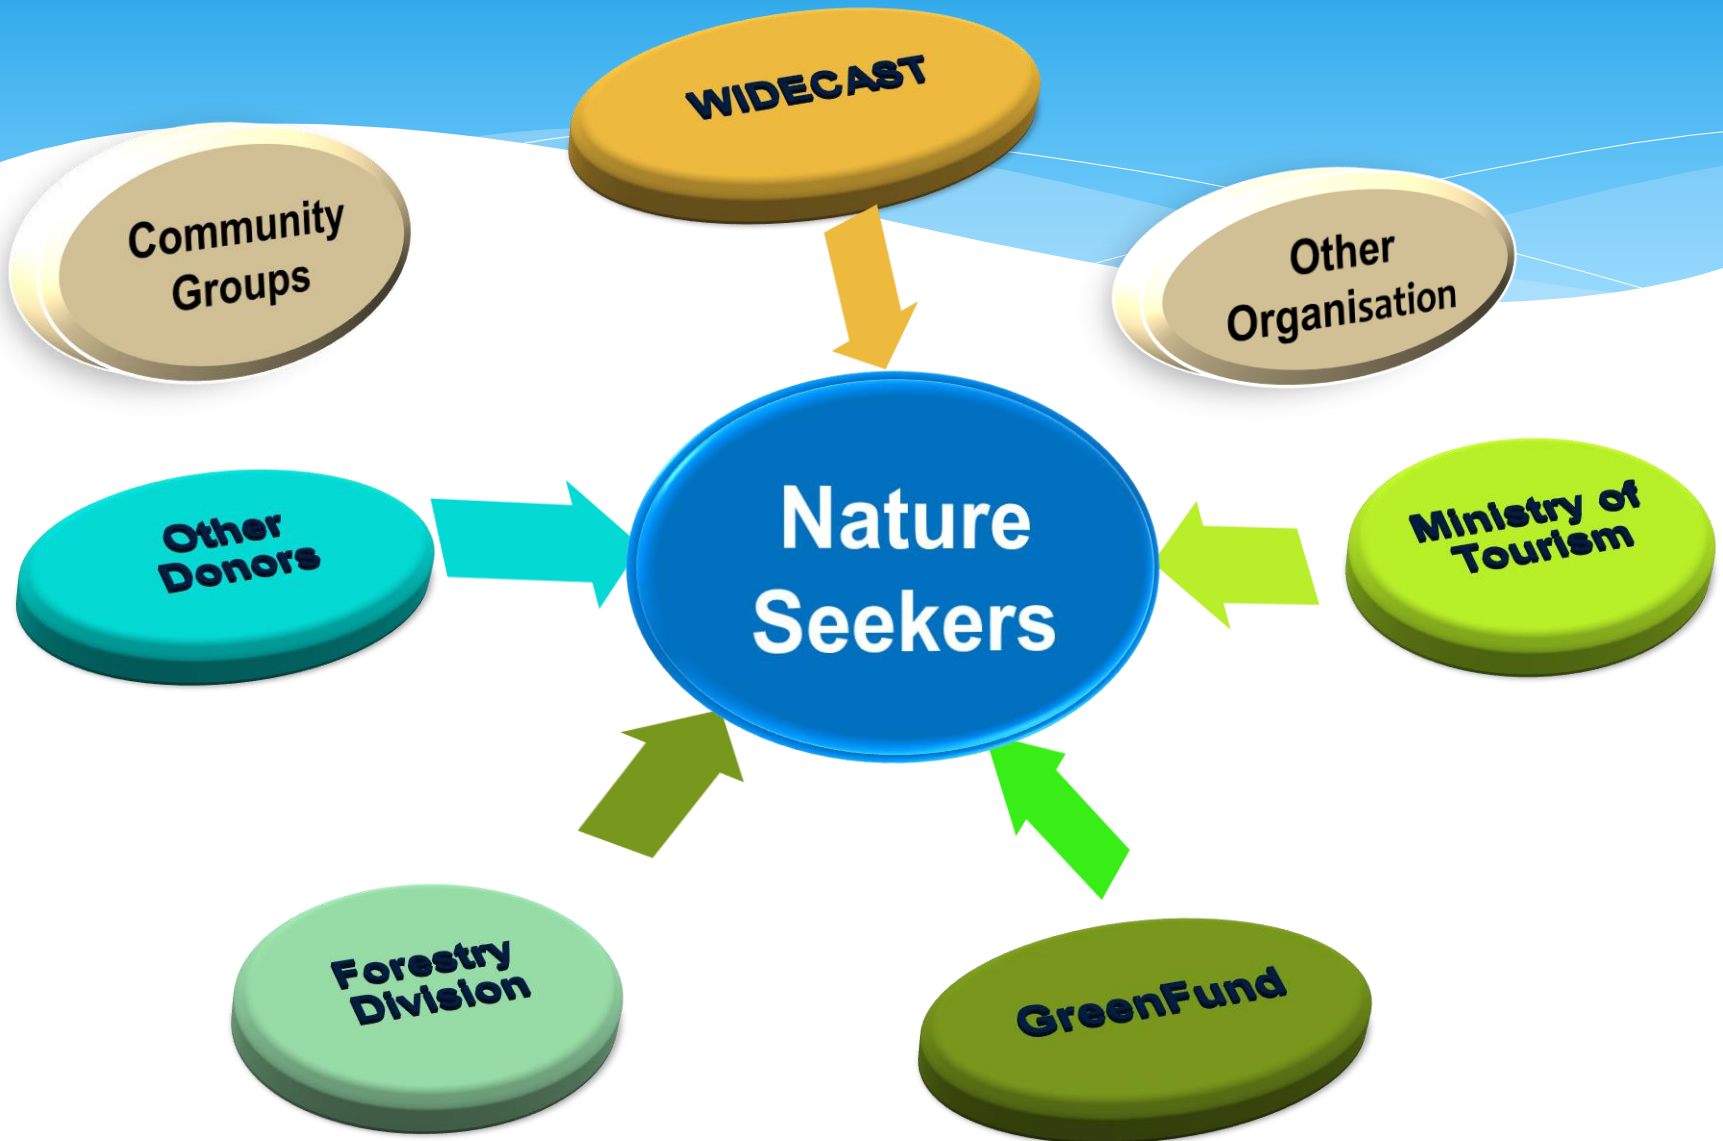 WIDECAST
Community
Groups
Other
Organisation
Nature
Seekers
Other
Donors
Ministry of
Tourism
Forestry
Division
GreenFund